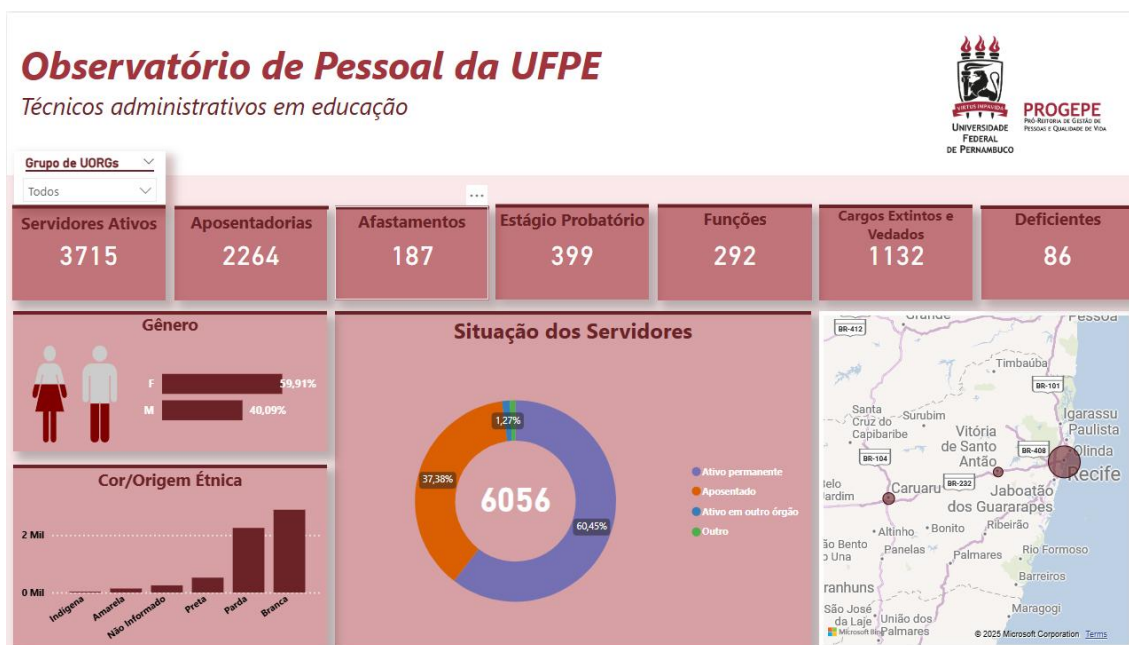 Observatório de Pessoal da UFPE
Técnicos administrativos em educação
UNIVERSIDADE
FEDERAL
DE PERNAMBUCO
VIRTUS IMPAVIDA
PROGEPE
PRÓ-REITORIA DE GESTÃO DE
PESSOAS E QUALIDADE DE VIDA
Grupo de UORGs
Todos
...
Servidores Ativos
3715
Aposentadorias
2264
Afastamentos
187
Estágio Probatório
399
Funções
292
Cargos Extintos e
Vedados
1132
Deficientes
86
Gênero
F 59,91%
M 40,09%
Cor/Origem Étnica
2 Mil
0 Mil
Indígena
Amarela
Não Informado
Preta
Parda
Branca
Situação dos Servidores
1,27%
37,38%
6056
60,45%
Ativo permanente
Aposentado
Ativo em outro órgão
Outro
BR-412
Timbaúba
BR-101
Santa
Cruz do
Capibaribe
Surubim
Igarassu
Paulista
Vitória
de Santo
Antão
BR-408
Olinda
Recife
BR-104
Caruaru
BR-232
Jaboatão
dos Guararapes
Altinho
Bonito
Ribeirão
Panelas
Palmares
Rio Formoso
Barreiros
São José
da Laje
União dos
Palmares
Maragogi
Microsoft Bing
© 2025 Microsoft Corporation Terms